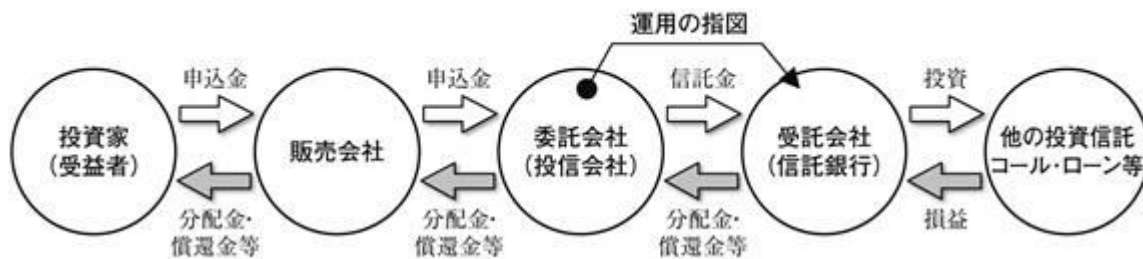 運用の指図
申込金
申込金
信託金
投資
投資家
(受益者)
販売会社
委託会社
(投信会社)
受託会社
(信託銀行)
他の投資信託
コール・ローン等
分配金・
償還金等
分配金・
償還金等
分配金・
償還金等
損益